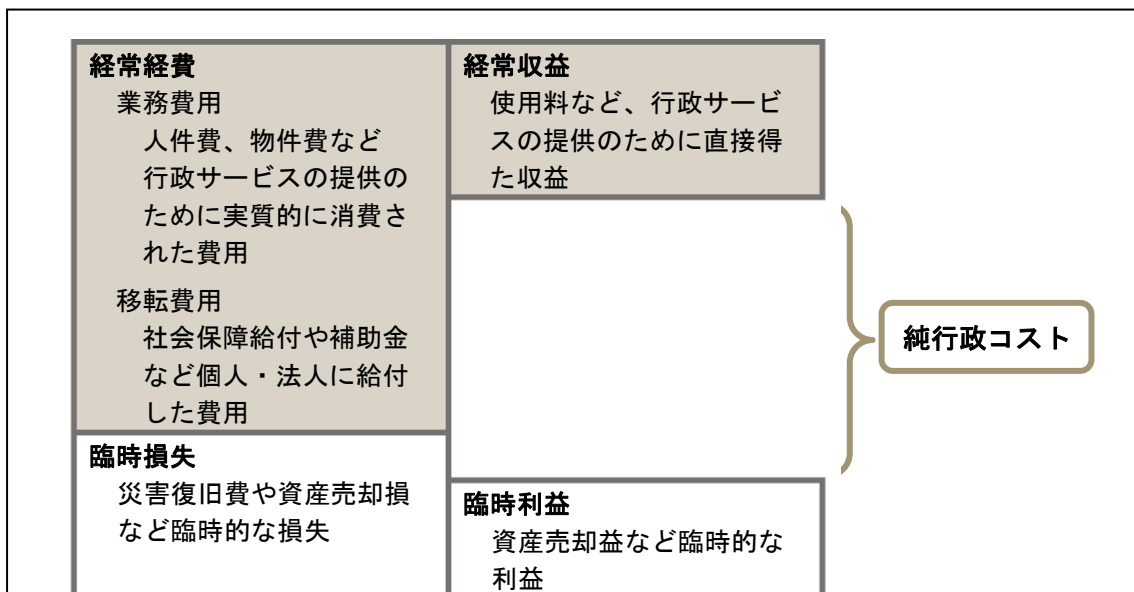 経常経費
業務費用
人件費、物件費など
行政サービスの提供の
ために実質的に消費さ
れた費用
移転費用
社会保障給付や補助金
など個人・法人に給付
した費用
臨時損失
災害復旧費や資産売却損
など臨時的な損失
経常収益
使用料など、行政サービ
スの提供のために直接得
た収益
臨時利益
資産売却益など臨時的な
利益
純行政コスト